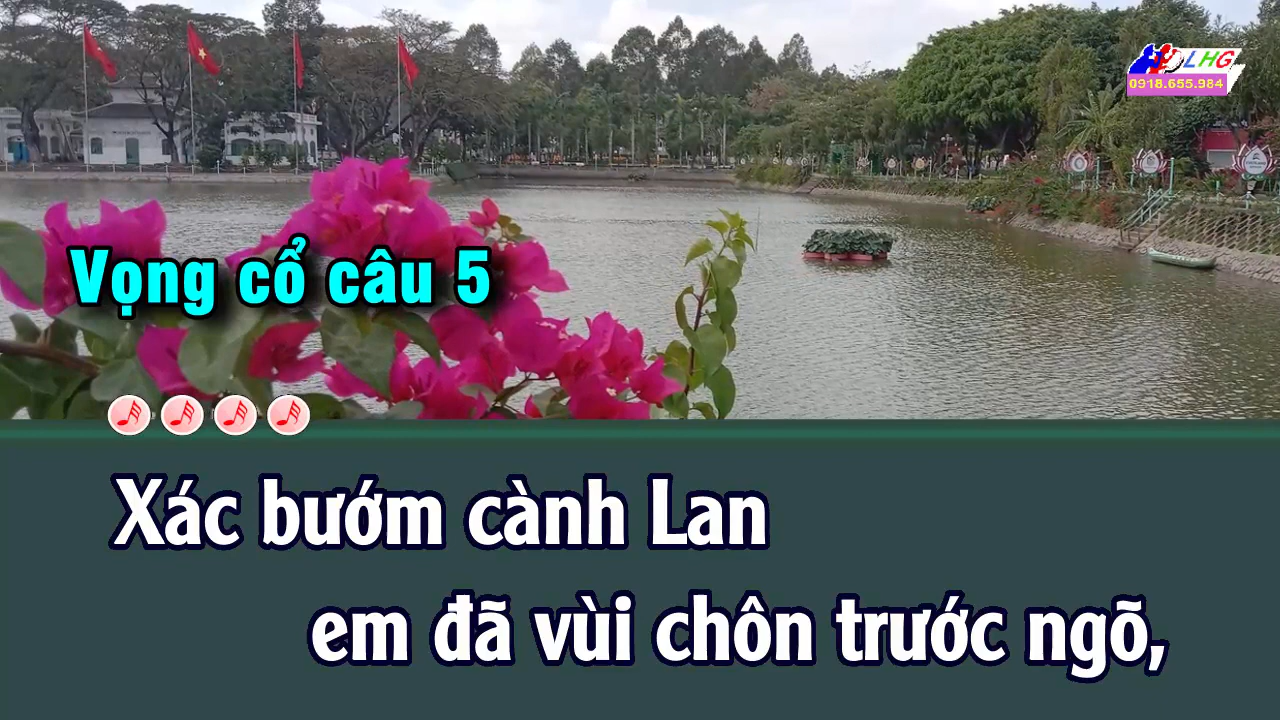 LHG
0918.655.984
Vọng cổ câu 5
Xác bướm cành Lan
em đã vùi chôn trước ngõ,